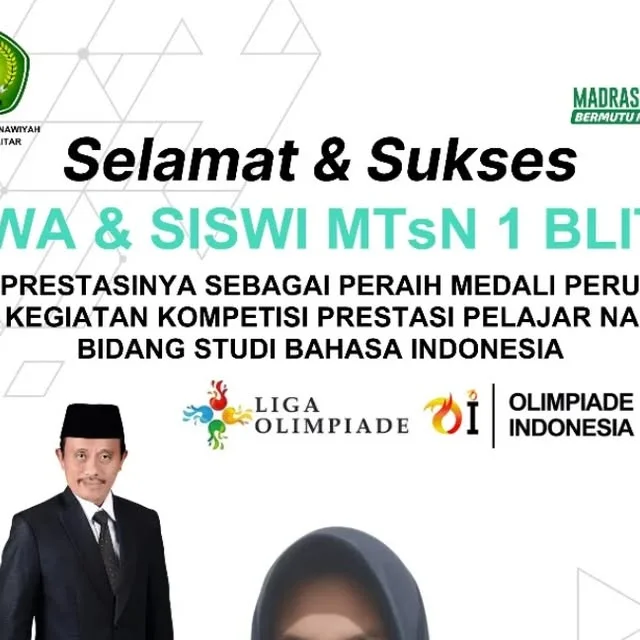 NAWIYAH
ITAR
MADRAS
BERMUTU
Selamat & Sukses
WA & SISWI MTsN 1 BLIT
PRESTASINYA SEBAGAI PERAIH MEDALI PERU
KEGIATAN KOMPETISI PRESTASI PELAJAR NA
BIDANG STUDI BAHASA INDONESIA
LIGA
OLIMPIADE
OI
OLIMPIADE
INDONESIA